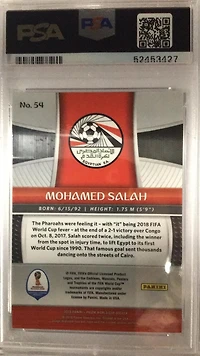 PSA
PSA
52453427
No. 54
EGYPTIAN F.A.
MOHAMED SALAH
BORN: 6/15/92 | HEIGHT: 1.75 M (5'9")
The Pharaohs were feeling it – with "it" being 2018 FIFA
World Cup fever – at the end of a 2-1 victory over Congo
on Oct. 8, 2017. Salah scored twice, including the winner
from the spot in injury time, to lift Egypt to its first
World Cup since 1990. That famous goal sent thousands
dancing onto the streets of Cairo.
PANINI